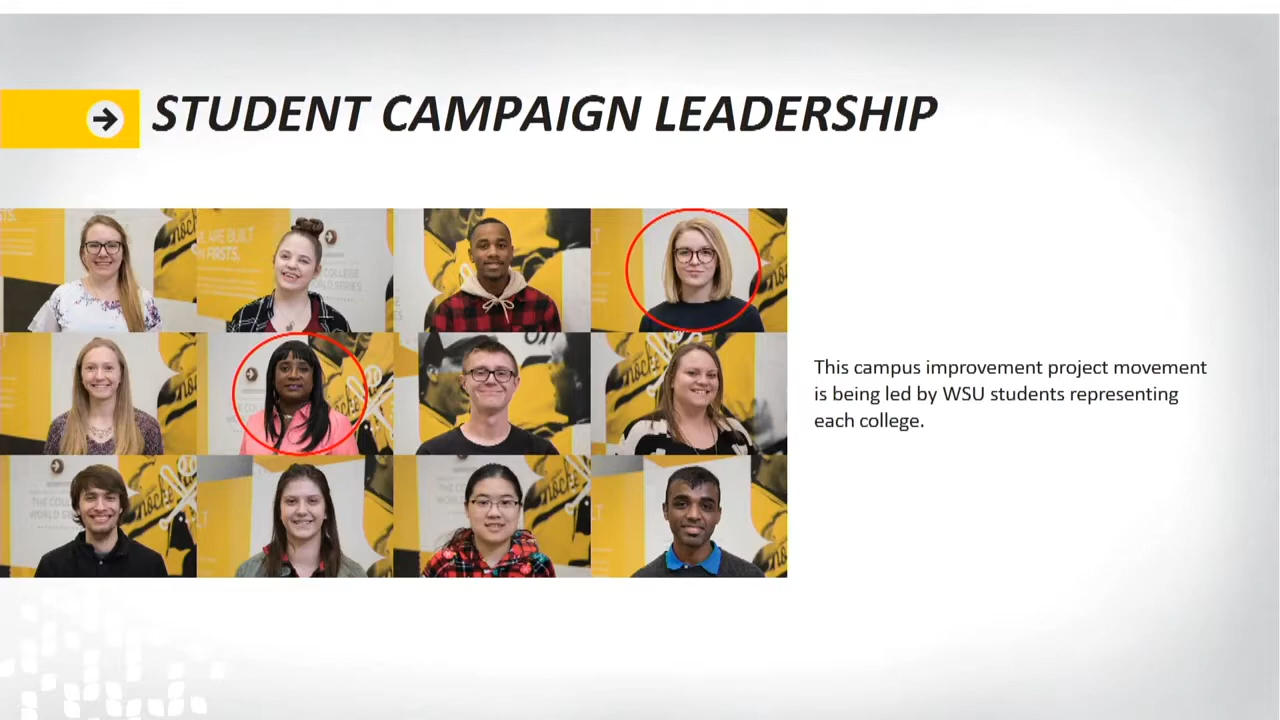 STUDENT CAMPAIGN LEADERSHIP
This campus improvement project movement
is being led by WSU students representing
each college.